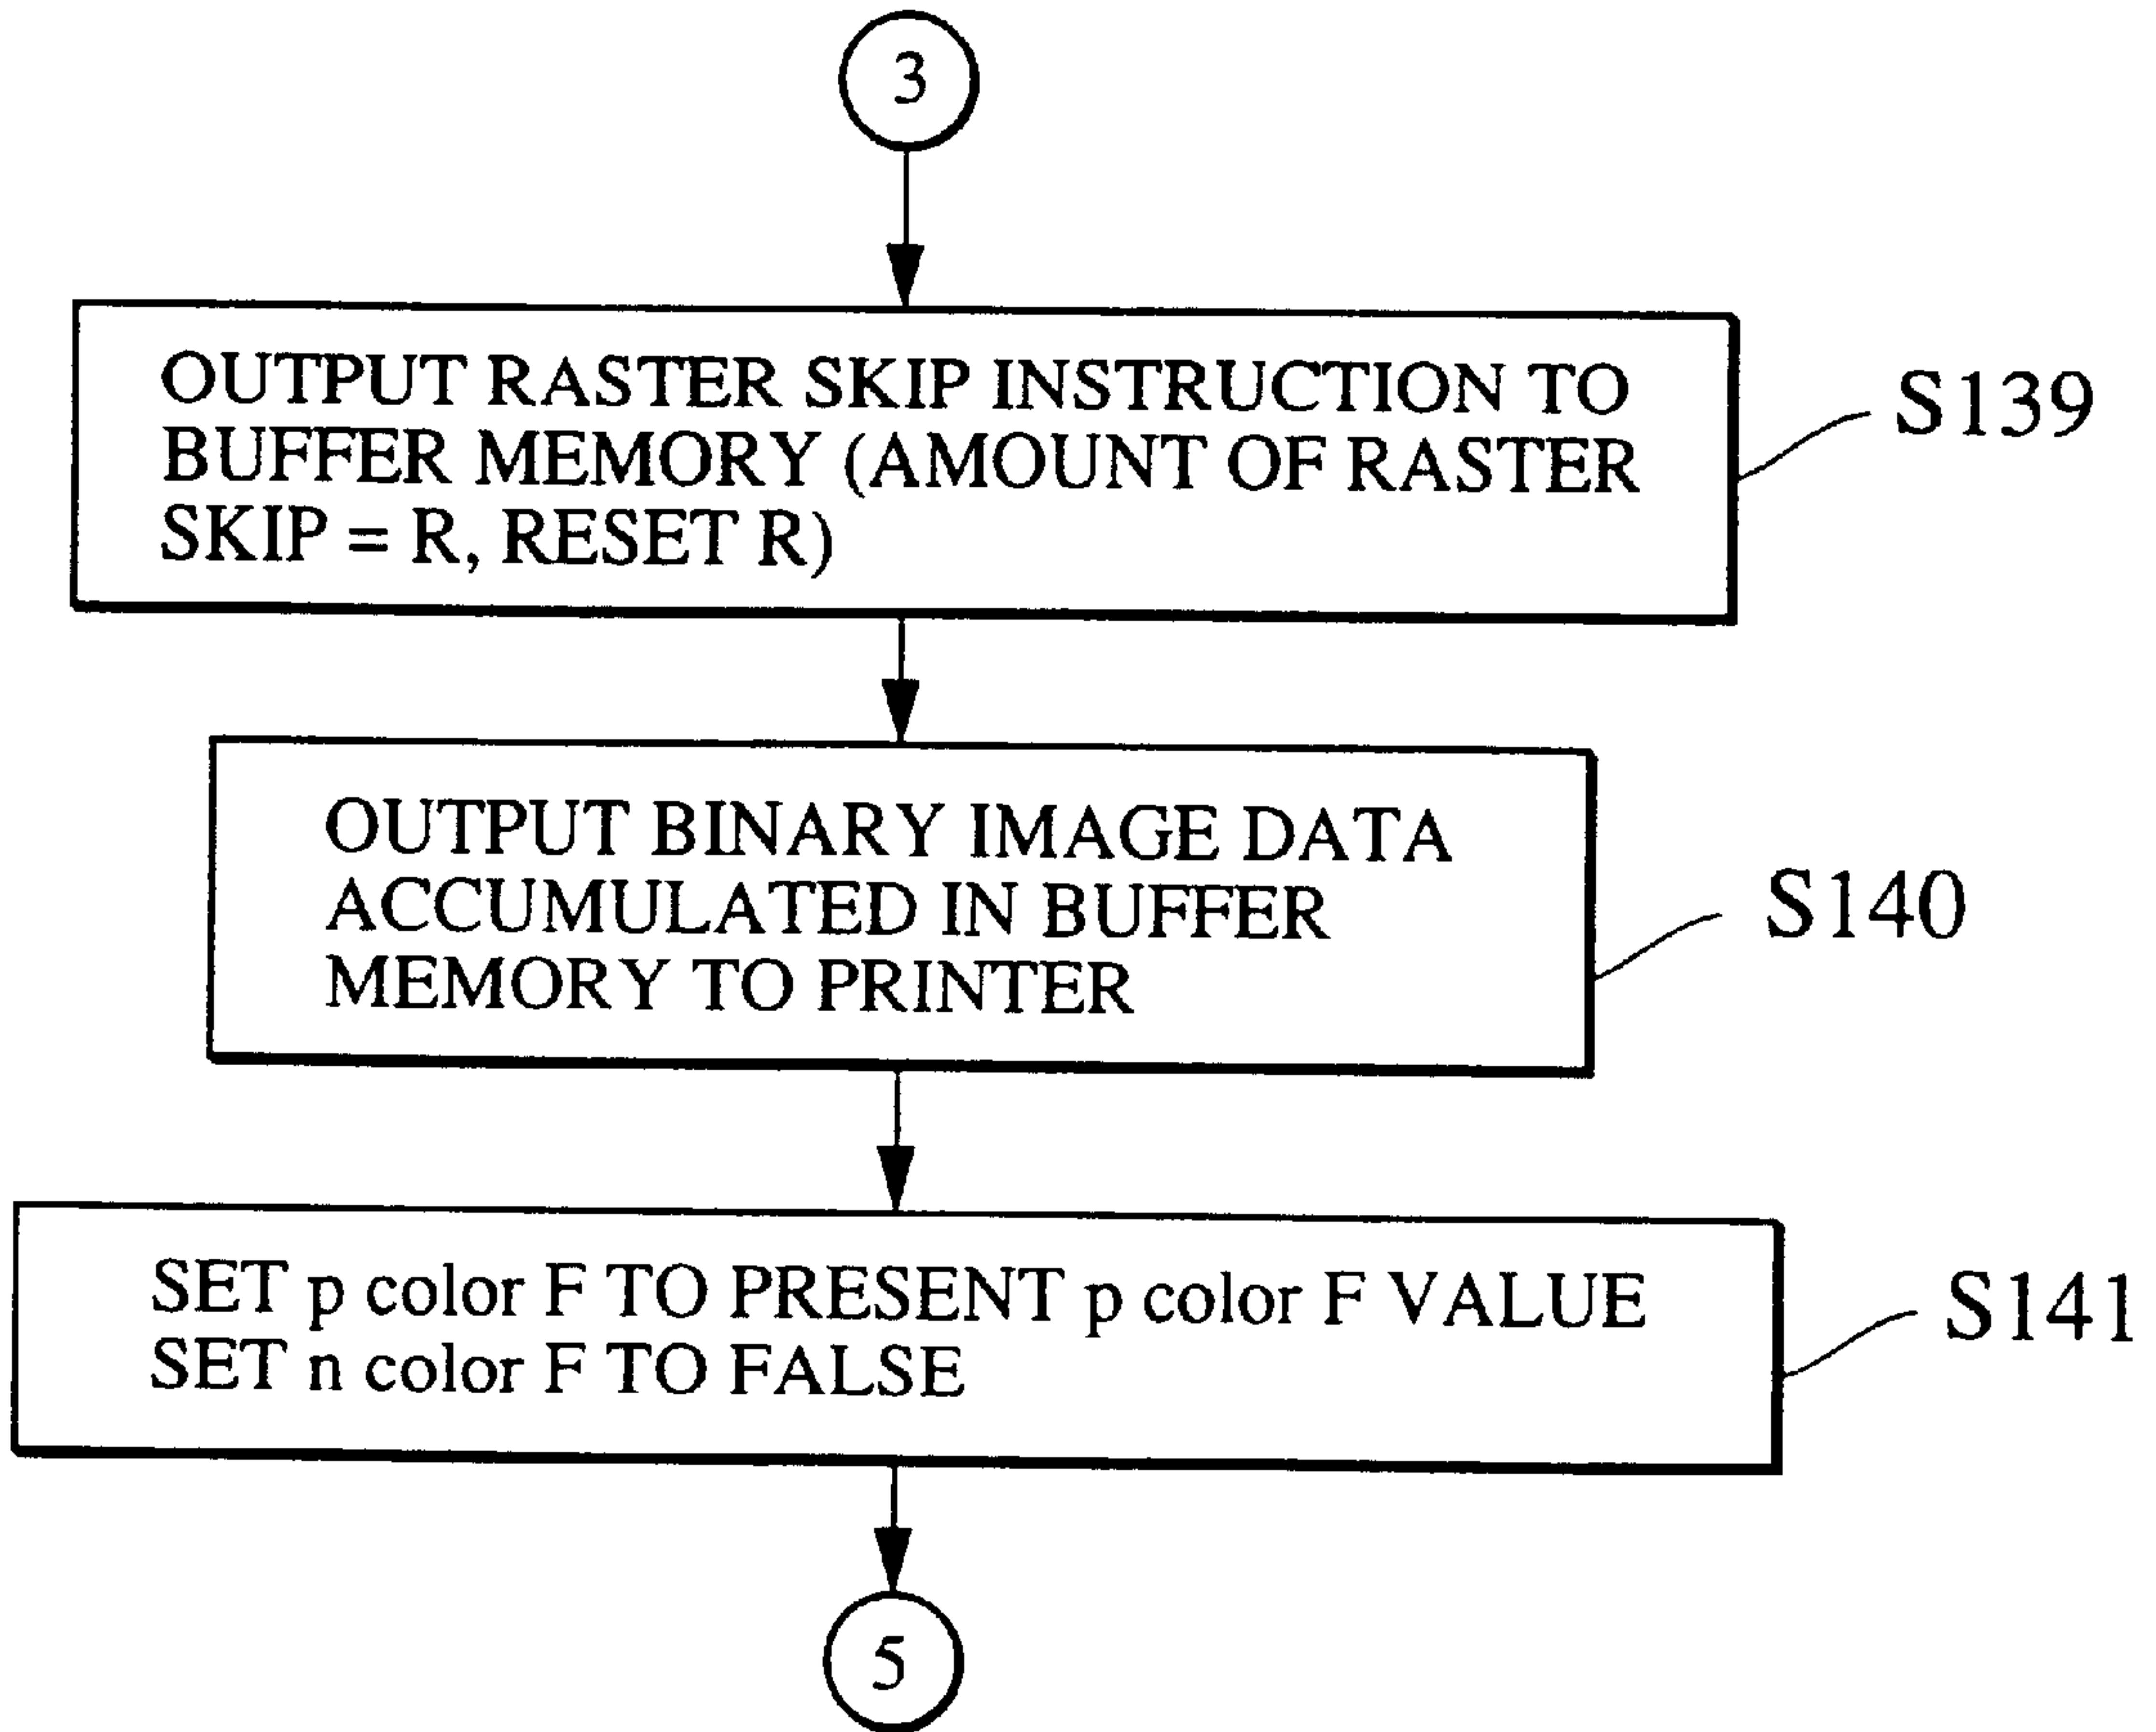 3
OUTPUT RASTER SKIP INSTRUCTION TO
BUFFER MEMORY (AMOUNT OF RASTER
SKIP = R, RESET R)
S139
OUTPUT BINARY IMAGE DATA
ACCUMULATED IN BUFFER
MEMORY TO PRINTER
S140
SET p color F TO PRESENT p color F VALUE
SET n color F TO FALSE
S141
5